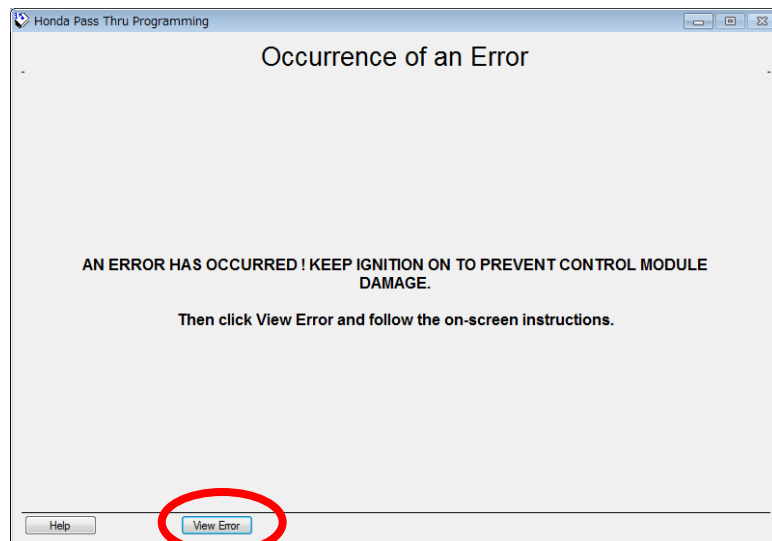 Honda Pass Thru Programming
Occurrence of an Error
AN ERROR HAS OCCURRED ! KEEP IGNITION ON TO PREVENT CONTROL MODULE
DAMAGE.
Then click View Error and follow the on-screen instructions.
Help
View Error